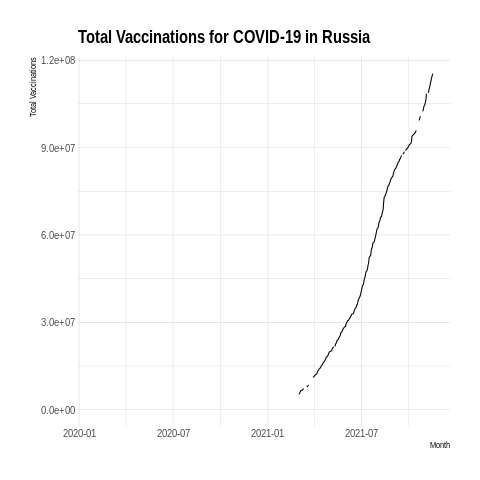 Total Vaccinations for COVID-19 in Russia
Total Vaccinations
1.2e+08
9.0e+07
6.0e+07
3.0e+07
0.0e+00
2020-01 2020-07 2021-01 2021-07
Month